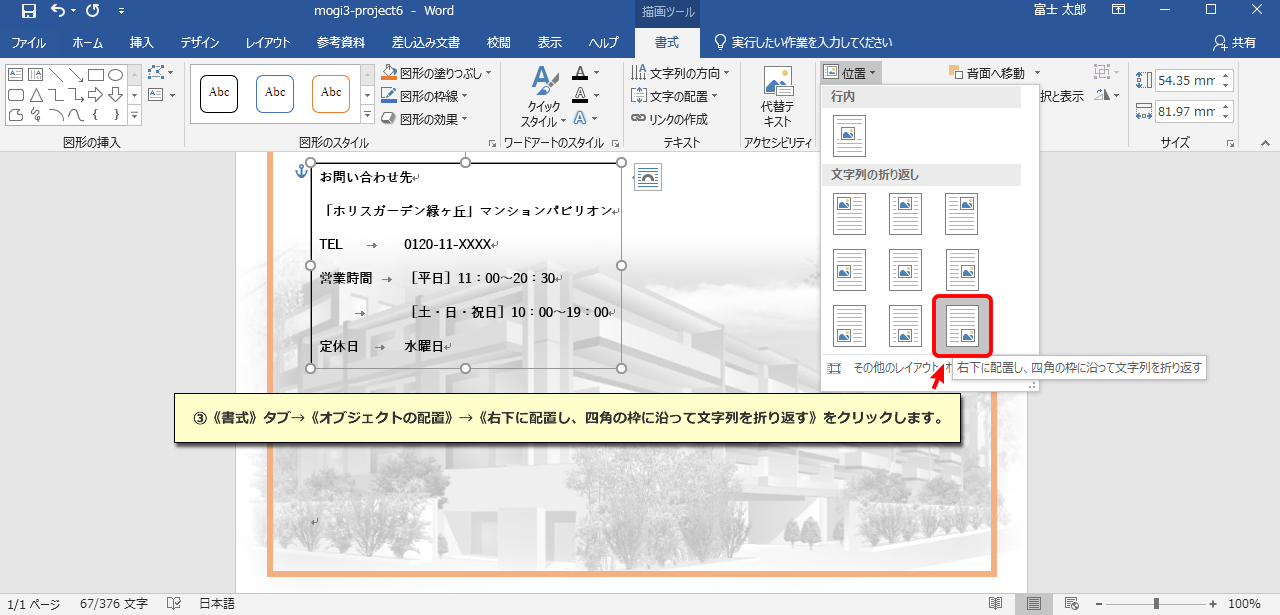 mogi3-project6 - Word
描画ツール
富士 太郎
ファイル ホーム 挿入 デザイン レイアウト 参考資料 差し込み文書 校閲 表示 ヘルプ 書式 実行したい作業を入力してください 共有
Abc Abc Abc
図形の塗りつぶし
図形の枠線
図形の効果
クイック
スタイル
文字列の方向
文字の配置
リンクの作成
代替テ
キスト
位置
背面へ移動
択と表示
54.35 mm
81.97 mm
図形の挿入 図形のスタイル ワードアートのスタイル テキスト アクセシビリティ サイズ
行内
文字列の折り返し
その他のレイアウト オ
右下に配置し、四角の枠に沿って文字列を折り返す
お問い合わせ先
「ホリスガーデン緑ヶ丘」マンションパビリオン
TEL → 0120-11-XXXX
営業時間 → ［平日］11：00～20：30
→ ［土・日・祝日］10：00～19：00
定休日 → 水曜日
③《書式》タブ→《オブジェクトの配置》→《右下に配置し、四角の枠に沿って文字列を折り返す》をクリックします。
1/1 ページ 67/376 文字 日本語 100%